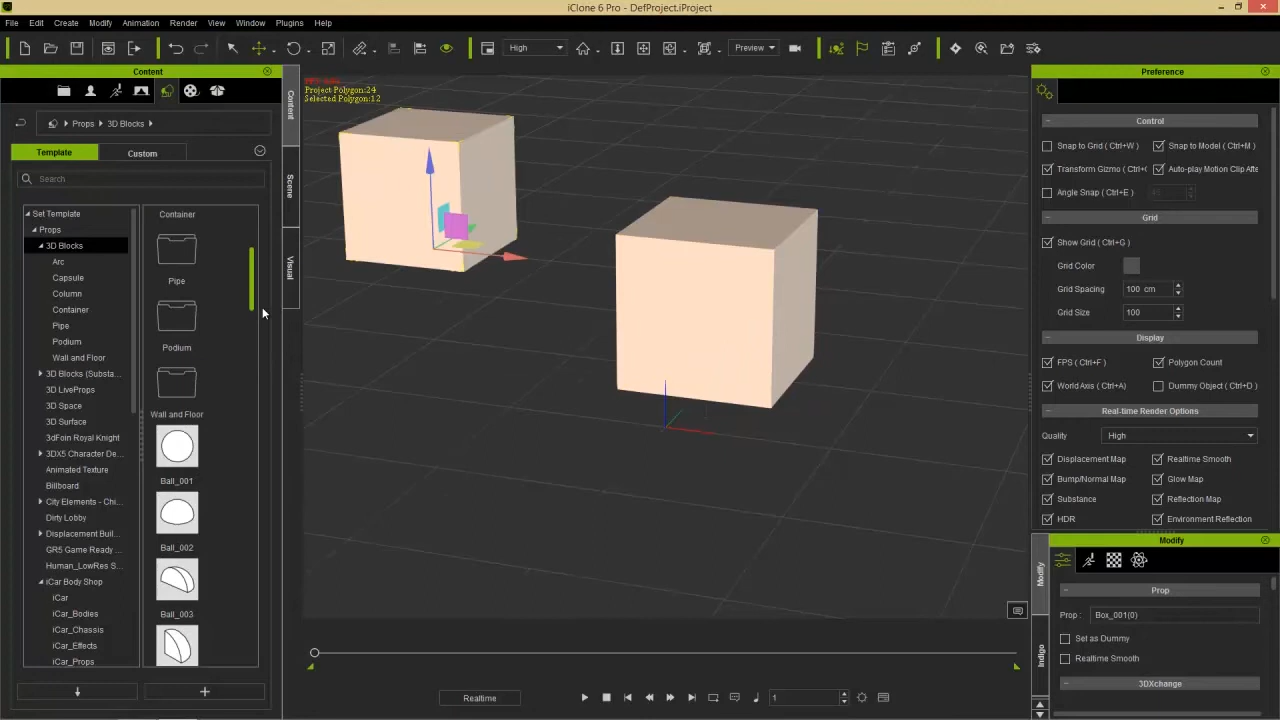 iClone 6 Pro - DefProject.iProject
File Edit Create Modify Animation Render View Window Plugins Help
High Preview
Content
Props 3D Blocks
Template Custom
Search
Set Template
Props
3D Blocks
Arc
Capsule
Column
Container
Pipe
Podium
Wall and Floor
3D Blocks (Substa...
3D LiveProps
3D Space
3D Surface
3dFoin Royal Knight
3DX5 Character De...
Animated Texture
Billboard
City Elements - Chi...
Dirty Lobby
Displacement Buil...
GR5 Game Ready ...
Human_LowRes S...
iCar Body Shop
iCar
iCar_Bodies
iCar_Chassis
iCar_Effects
iCar_Props
Container
Pipe
Podium
Wall and Floor
Ball_001
Ball_002
Ball_003
Content
Scene
Visual
Project Polygon:24
Selected Polygon:12
Realtime
1
Preference
Control
Snap to Grid ( Ctrl+W ) Snap to Model ( Ctrl+M )
Transform Gizmo ( Ctrl+( Auto-play Motion Clip Afte
Angle Snap ( Ctrl+E ) 45
Grid
Show Grid ( Ctrl+G )
Grid Color
Grid Spacing 100 cm
Grid Size 100
Display
FPS ( Ctrl+F ) Polygon Count
World Axis ( Ctrl+A ) Dummy Object ( Ctrl+D )
Real-time Render Options
Quality High
Displacement Map Realtime Smooth
Bump/Normal Map Glow Map
Substance Reflection Map
HDR Environment Reflection
Modify
Modify
Indigo
Prop
Prop : Box_001(0)
Set as Dummy
Realtime Smooth
3DXchange